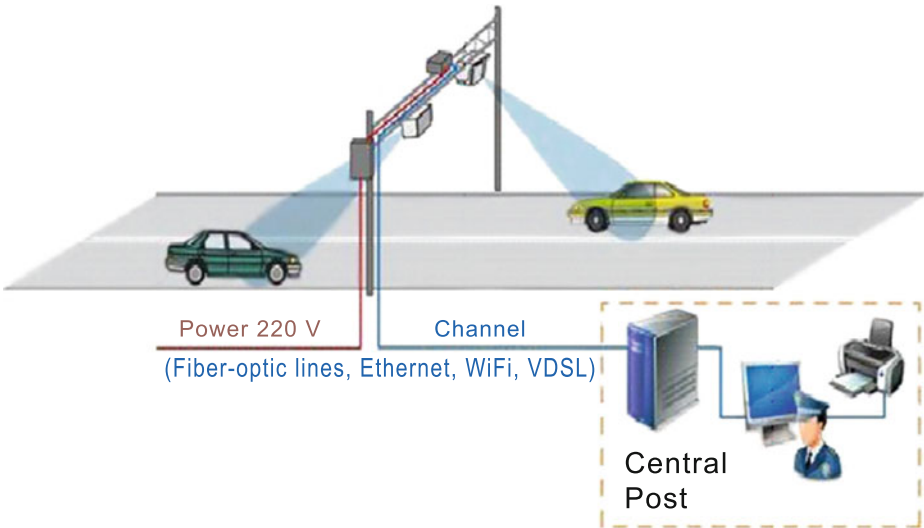 Power 220 V
Channel
(Fiber-optic lines, Ethernet, WiFi, VDSL)
Central
Post